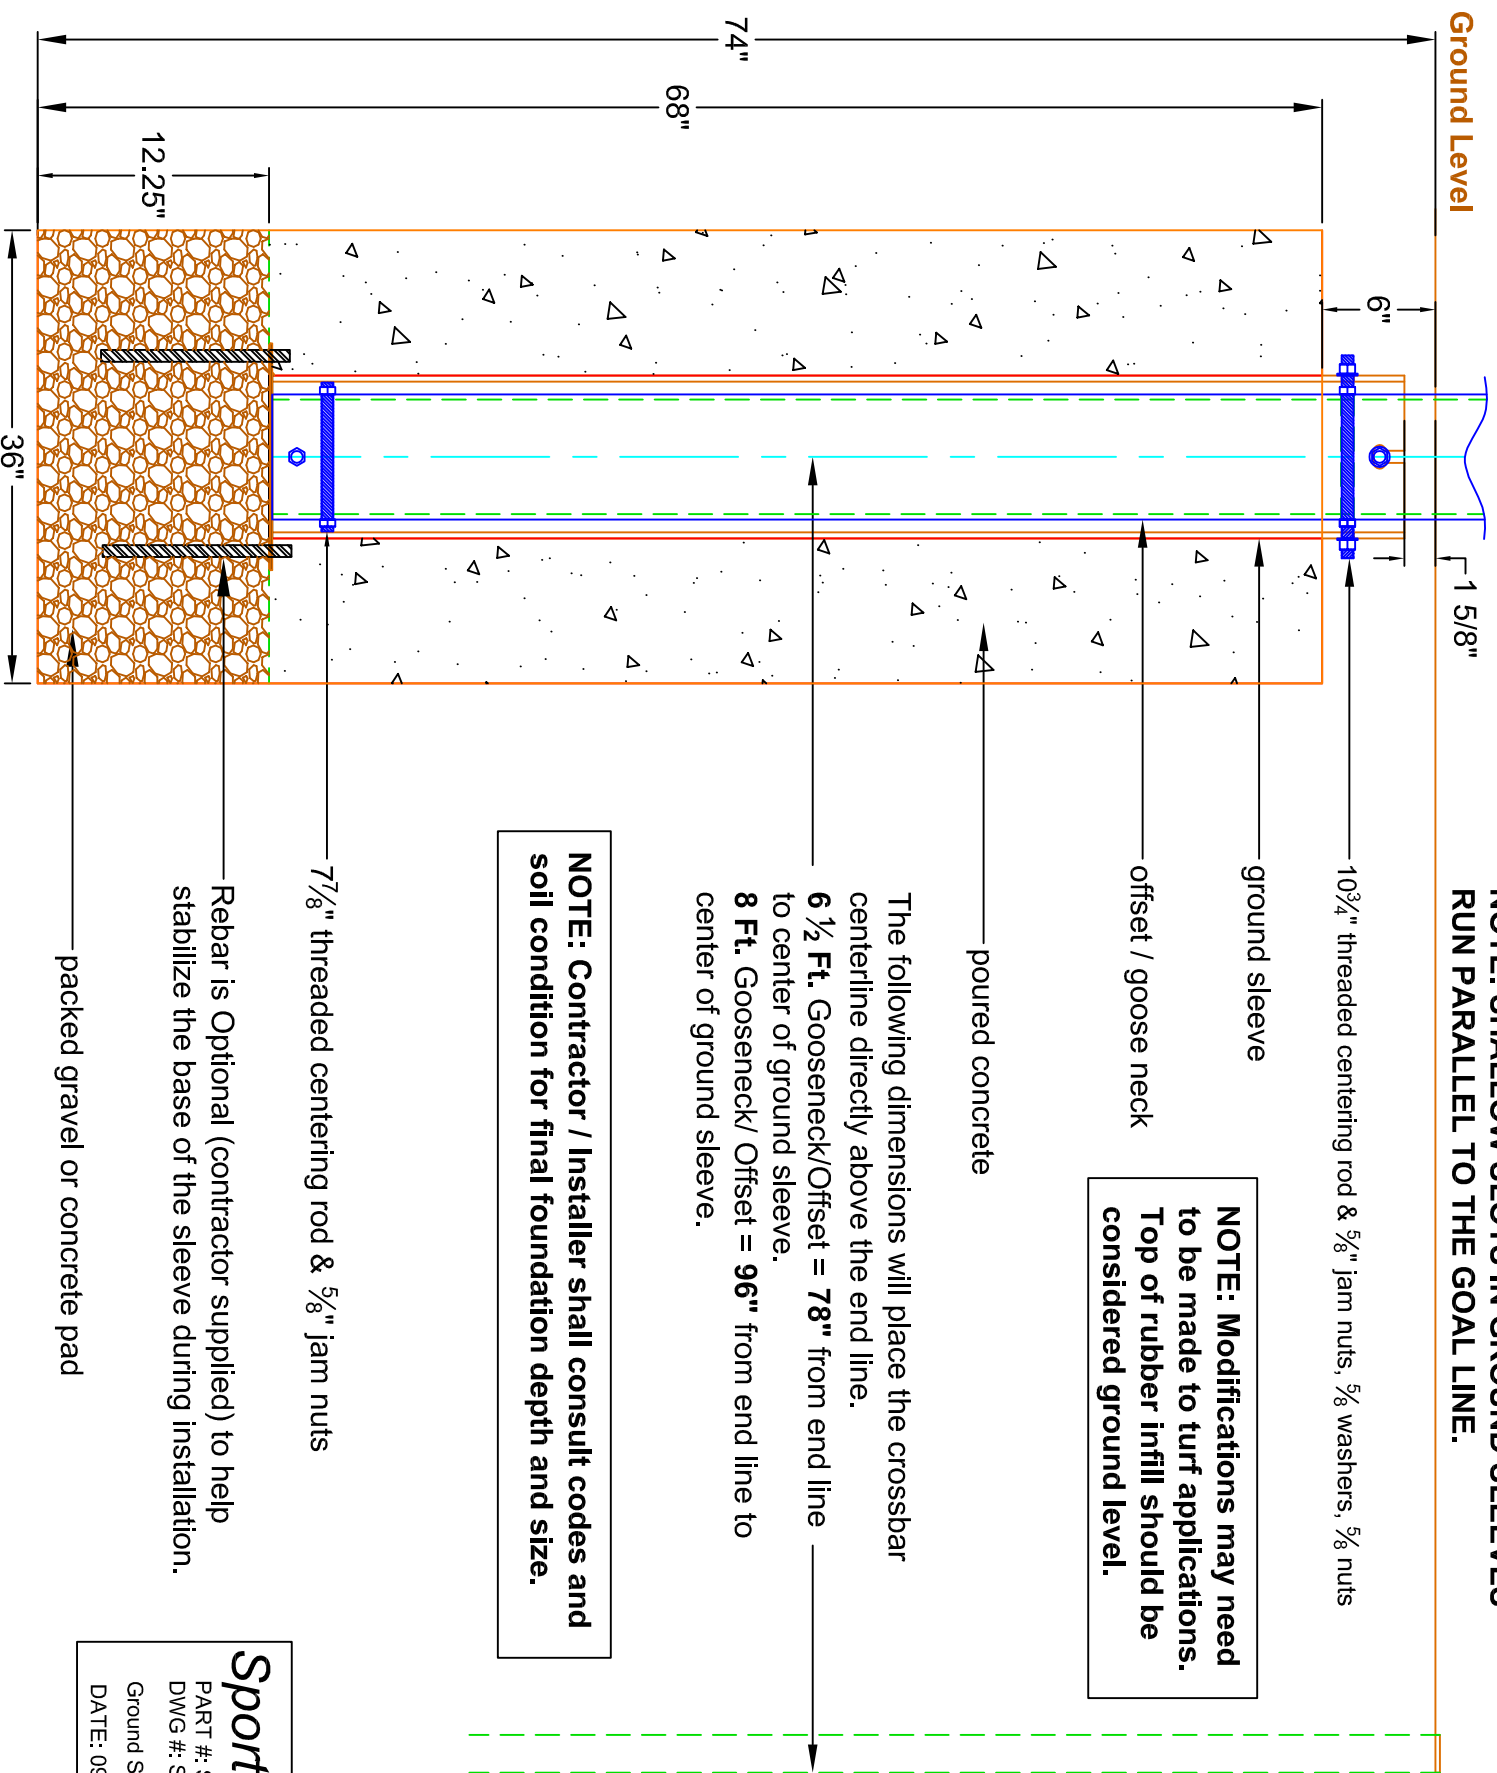 RUN PARALLEL TO THE GOAL LINE.
Ground Level
74"
68"
12.25"
36"
6"
1 5/8"
10¾" threaded centering rod & ⅝" jam nuts, ⅝ washers, ⅝ nuts
ground sleeve
offset / goose neck
NOTE: Modifications may need
to be made to turf applications.
Top of rubber infill should be
considered ground level.
poured concrete
The following dimensions will place the crossbar
centerline directly above the end line.
6 ½ Ft. Gooseneck/Offset = 78" from end line
to center of ground sleeve.
8 Ft. Gooseneck/ Offset = 96" from end line to
center of ground sleeve.
NOTE: Contractor / Installer shall consult codes and
soil condition for final foundation depth and size.
7⅞" threaded centering rod & ⅝" jam nuts
Rebar is Optional (contractor supplied) to help
stabilize the base of the sleeve during installation.
packed gravel or concrete pad
Sport
PART #: S
DWG #: S
Ground S
DATE: 09